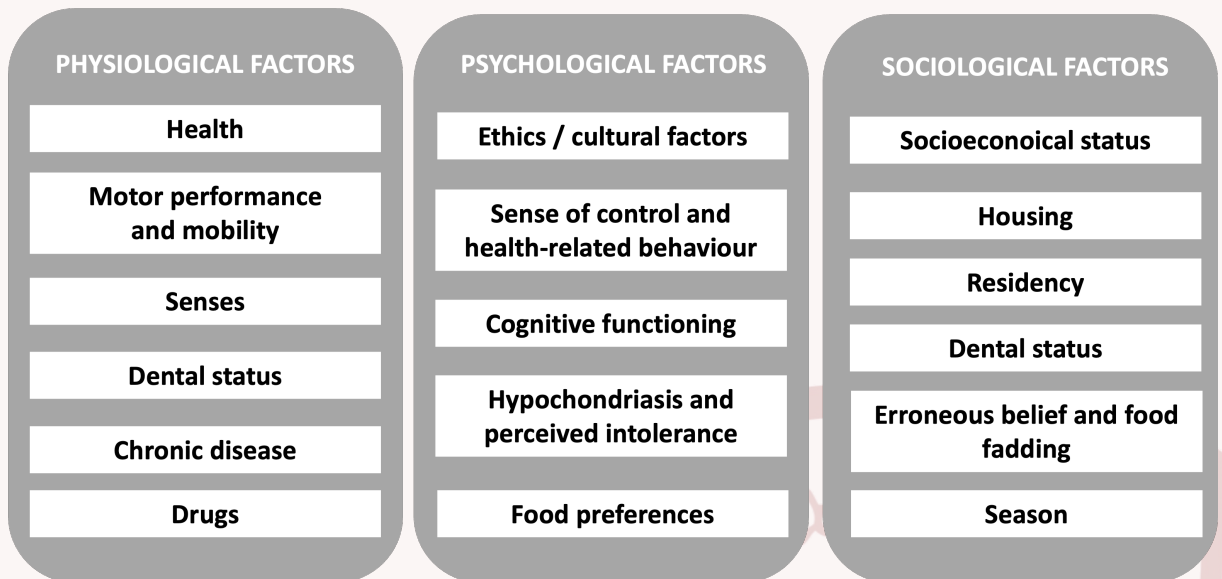 PHYSIOLOGICAL FACTORS
Health
Motor performance
and mobility
Senses
Dental status
Chronic disease
Drugs
PSYCHOLOGICAL FACTORS
Ethics / cultural factors
Sense of control and
health-related behaviour
Cognitive functioning
Hypochondriasis and
perceived intolerance
Food preferences
SOCIOLOGICAL FACTORS
Socioeconoical status
Housing
Residency
Dental status
Erroneous belief and food
fadding
Season